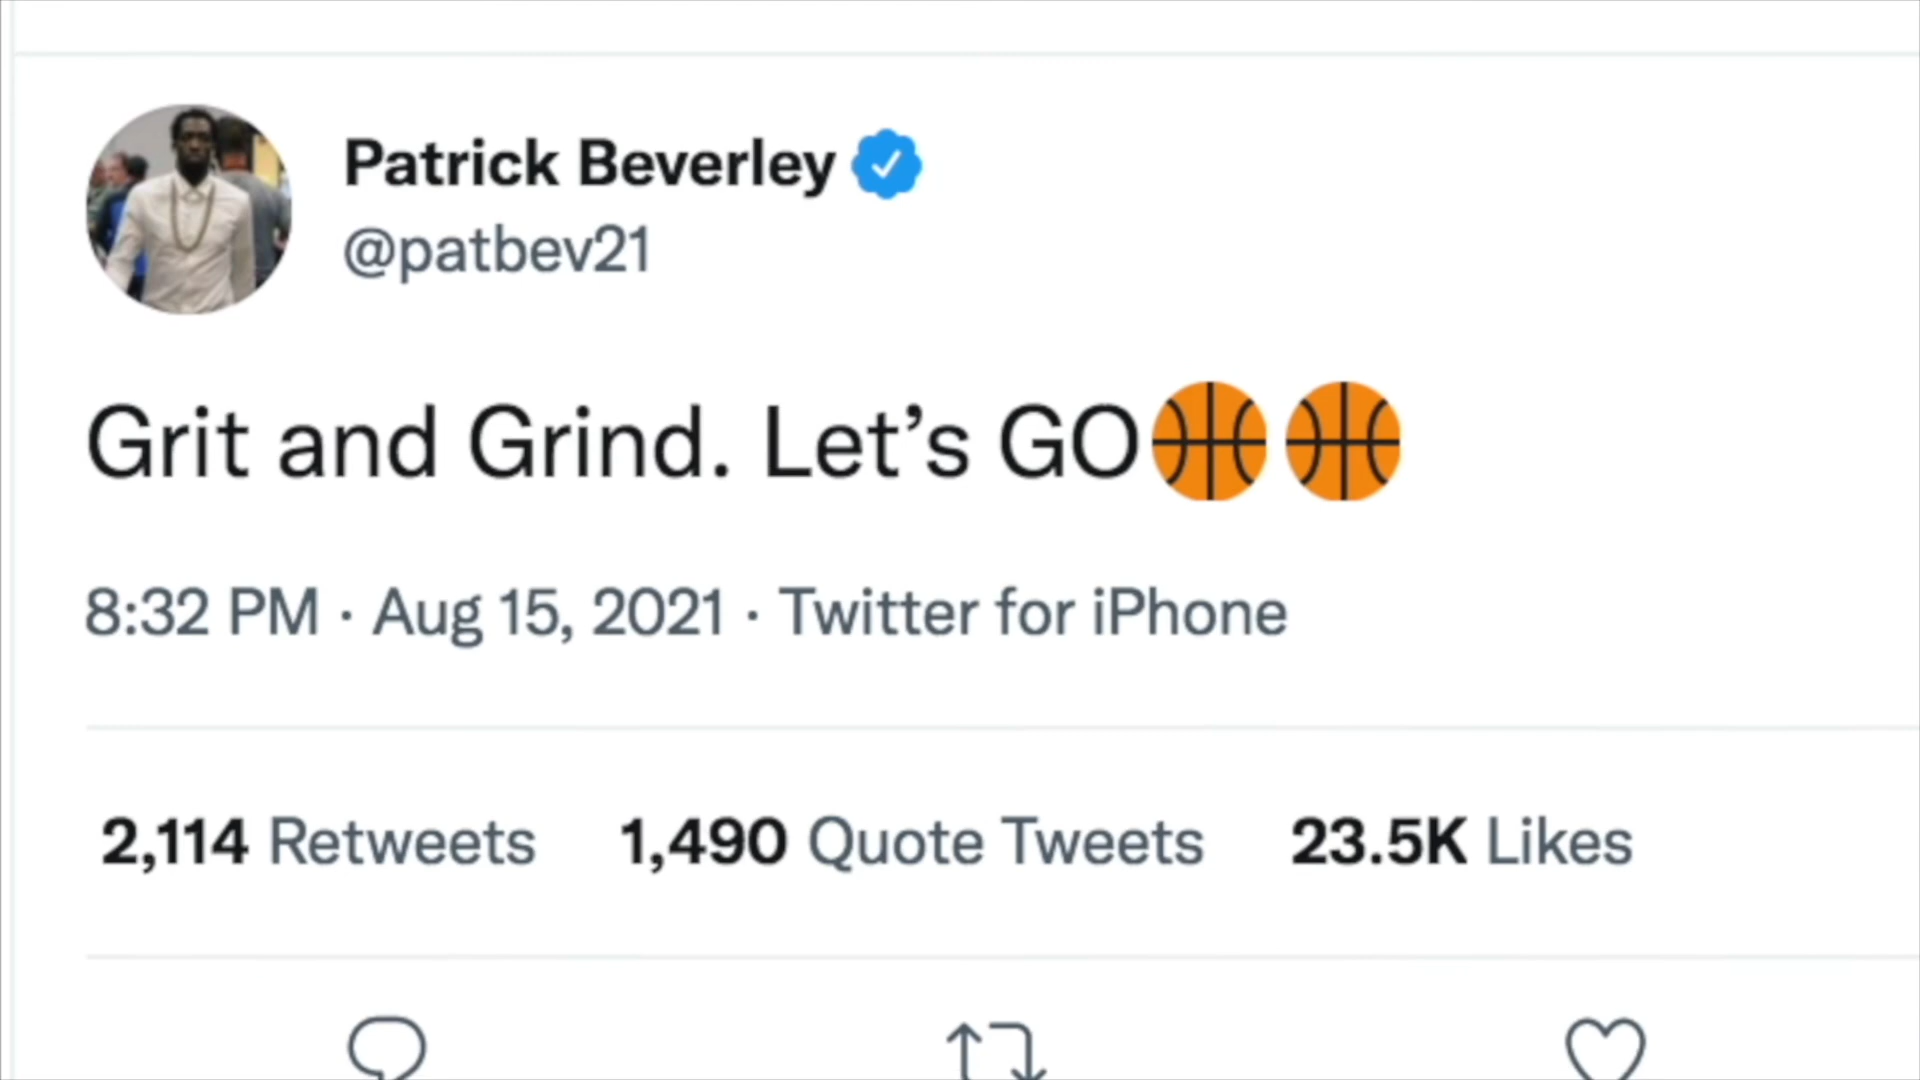 Patrick Beverley
@patbev21
Grit and Grind. Let’s GO🏀🏀
8:32 PM · Aug 15, 2021 · Twitter for iPhone
2,114 Retweets 1,490 Quote Tweets 23.5K Likes